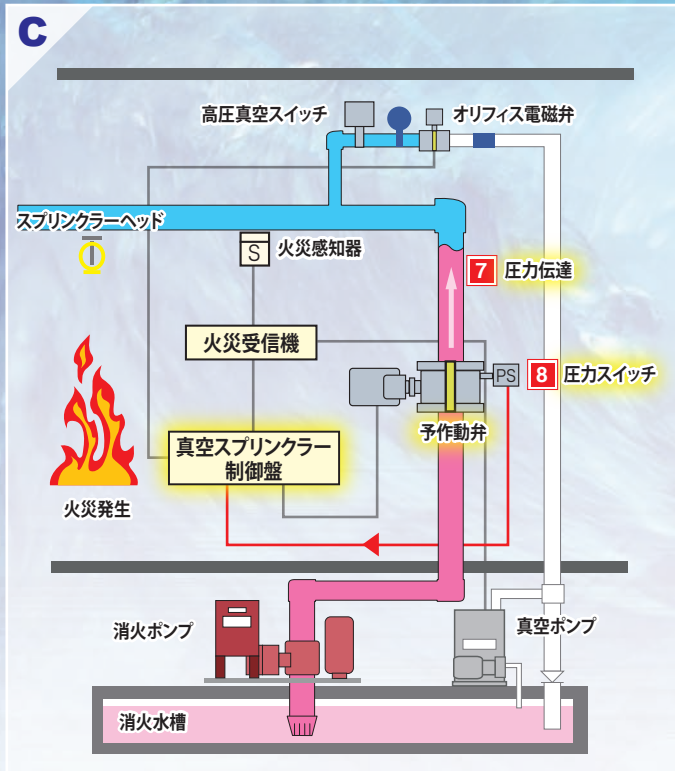 C
高圧真空スイッチ
オリフィス電磁弁
スプリンクラーヘッド
S
火災感知器
7 圧力伝達
火災受信機
PS
8 圧力スイッチ
予作動弁
真空スプリンクラー
制御盤
火災発生
消火ポンプ
真空ポンプ
消火水槽